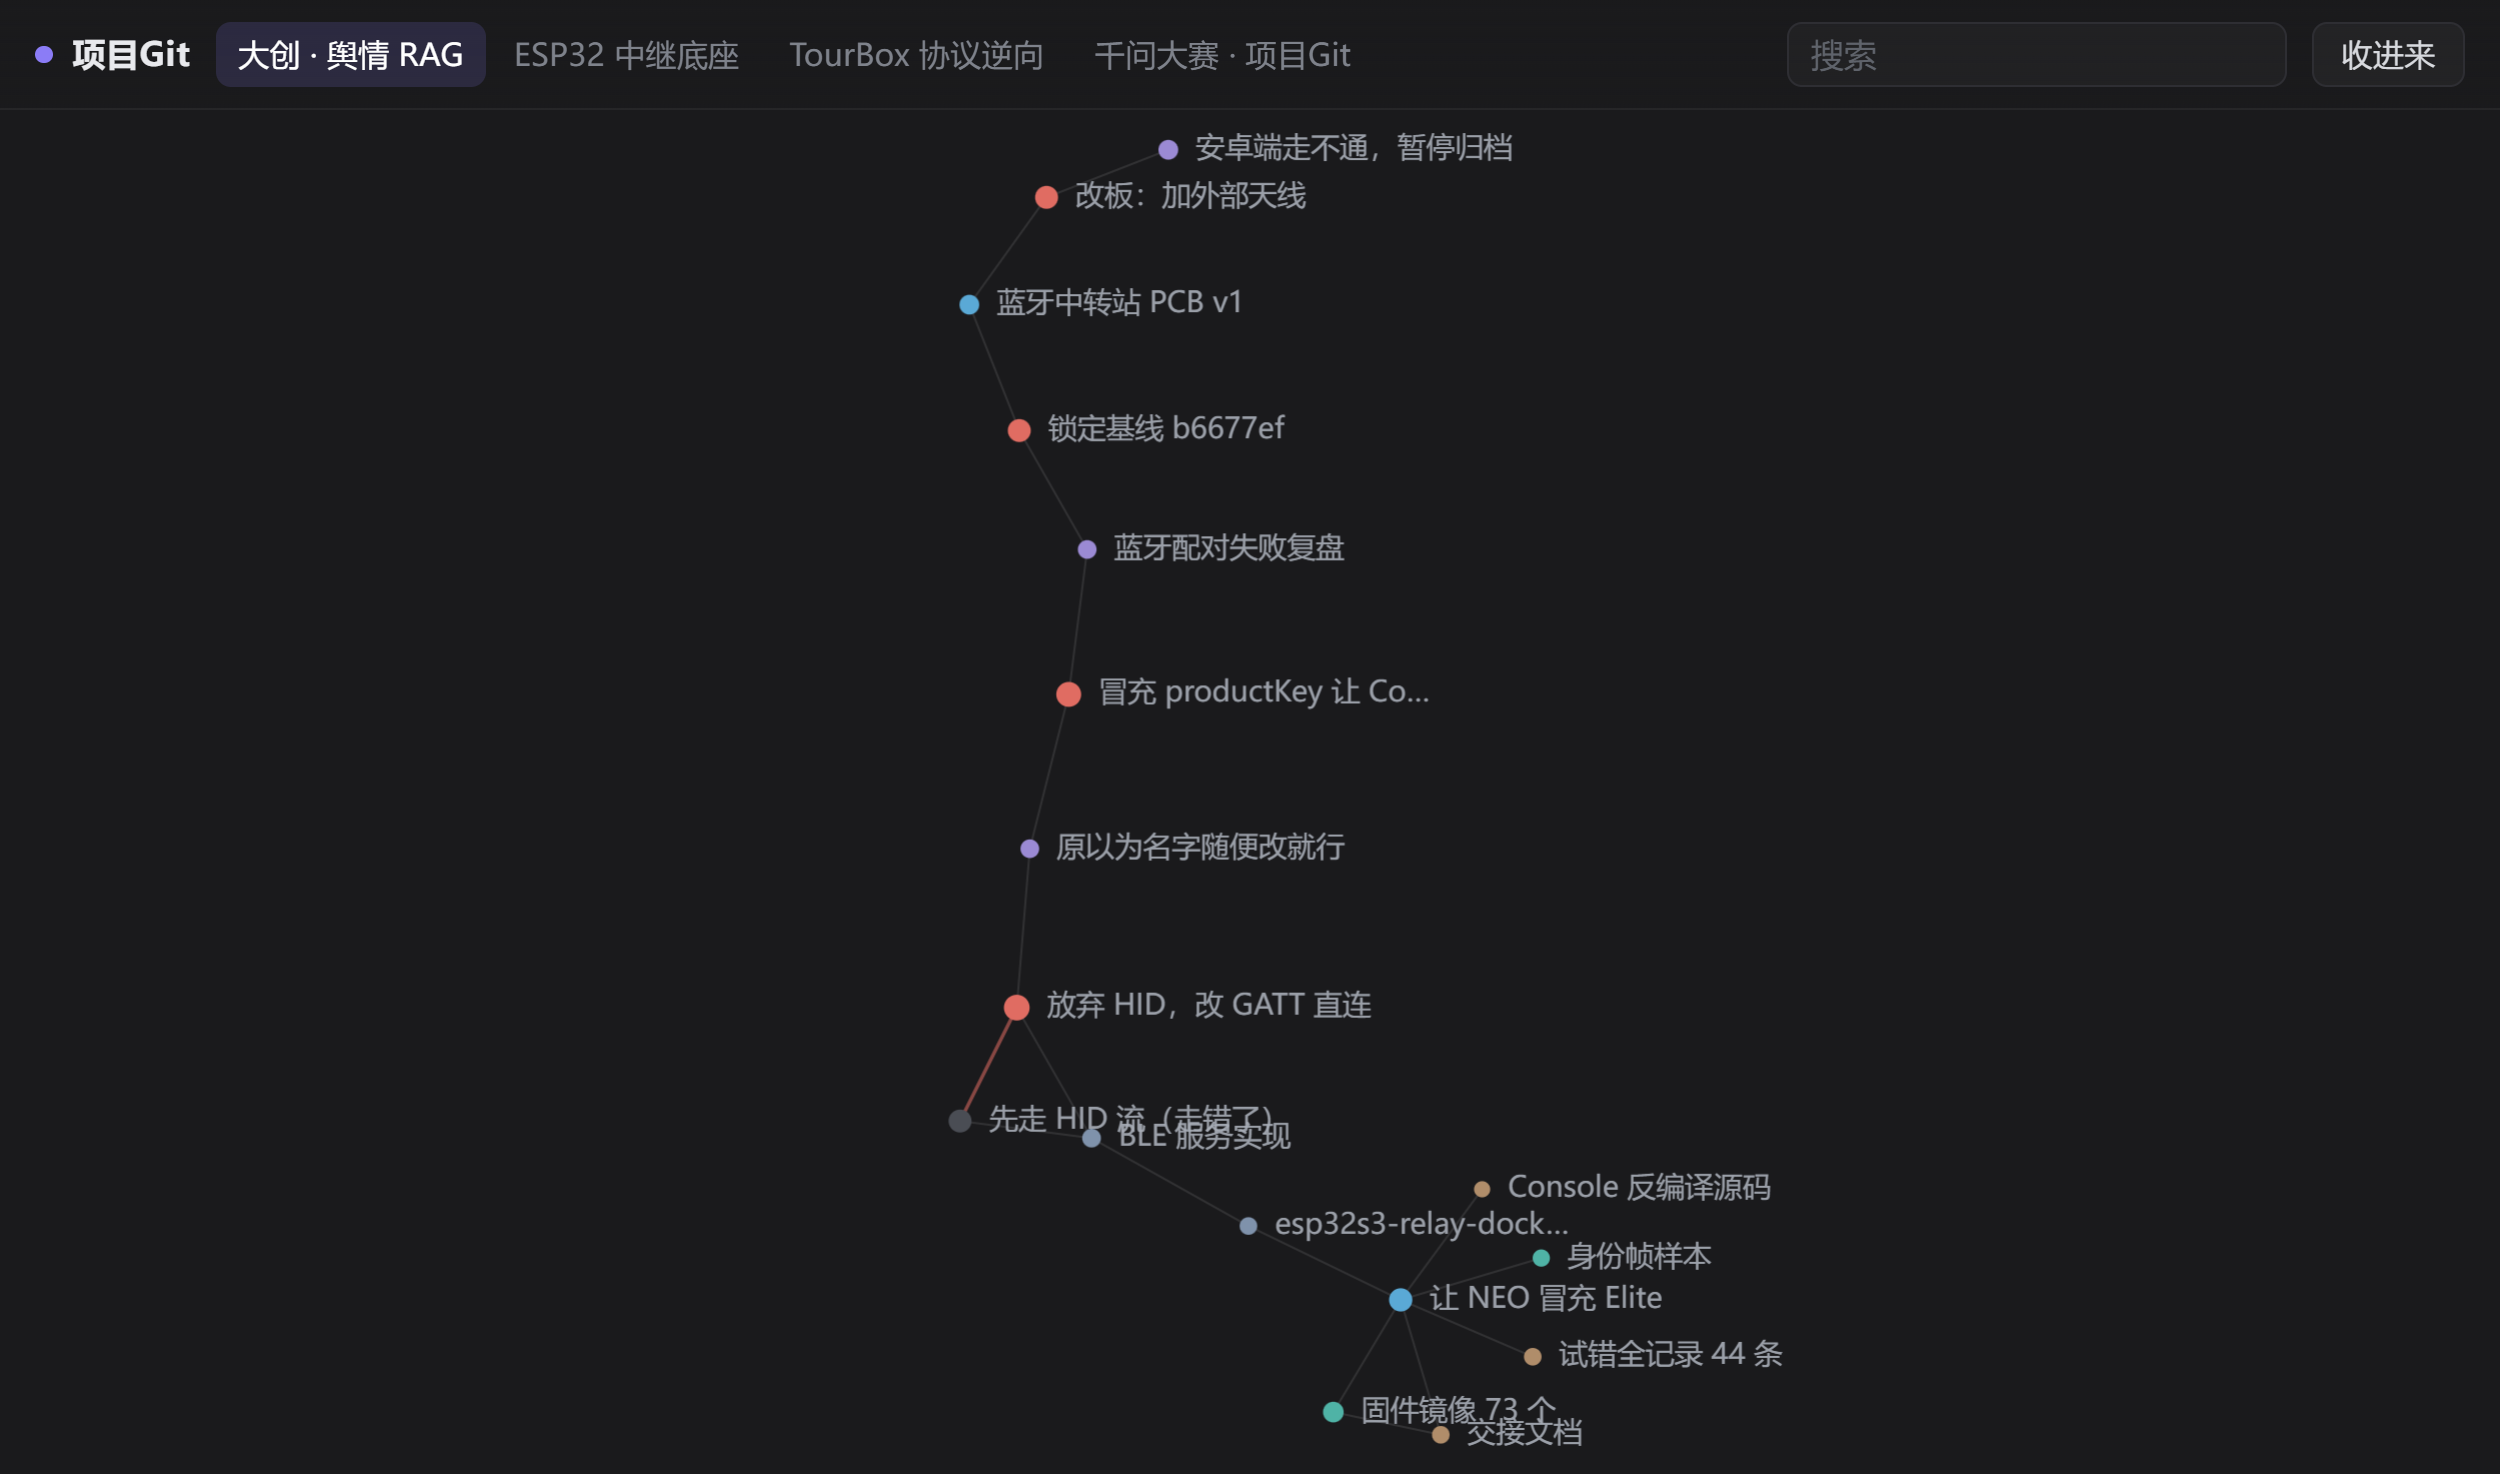 项目Git
大创 · 舆情 RAG
ESP32 中继底座
TourBox 协议逆向
千问大赛 · 项目Git
搜索
收进来
安卓端走不通，暂停归档
改板：加外部天线
蓝牙中转站 PCB v1
锁定基线 b6677ef
蓝牙配对失败复盘
冒充 productKey 让 Co...
原以为名字随便改就行
放弃 HID，改 GATT 直连
先走 HID 流（走错了）
BLE 服务实现
Console 反编译源码
esp32s3-relay-dock...
身份帧样本
让 NEO 冒充 Elite
试错全记录 44 条
固件镜像 73 个
交接文档